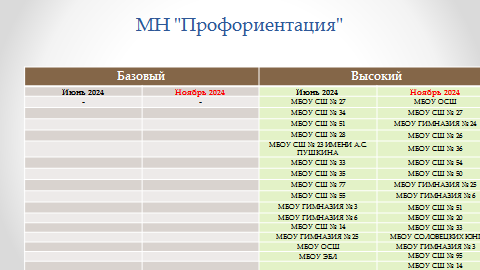 МН "Профориентация"
Базовый Высокий
Июнь 2024 Ноябрь 2024 Июнь 2024 Ноябрь 2024
- - МБОУ СШ № 27 МБОУ ОСШ
МБОУ СШ № 34 МБОУ СШ № 27
МБОУ СШ № 51 МБОУ ГИМНАЗИЯ № 24
МБОУ СШ № 28 МБОУ СШ № 26
МБОУ СШ № 23 ИМЕНИ А.С.
ПУШКИНА МБОУ СШ № 36
МБОУ СШ № 33 МБОУ СШ № 54
МБОУ СШ № 35 МБОУ СШ № 50
МБОУ СШ № 77 МБОУ ГИМНАЗИЯ № 25
МБОУ СШ № 55 МБОУ ГИМНАЗИЯ № 6
МБОУ ГИМНАЗИЯ № 3 МБОУ СШ № 51
МБОУ ГИМНАЗИЯ № 6 МБОУ СШ № 20
МБОУ СШ № 14 МБОУ СШ № 33
МБОУ ГИМНАЗИЯ № 25 МБОУ СОЛОВЕЦКИХ ЮНГ
МБОУ ОСШ МБОУ ГИМНАЗИЯ № 3
МБОУ ЭБЛ МБОУ СШ № 95
МБОУ СШ № 14